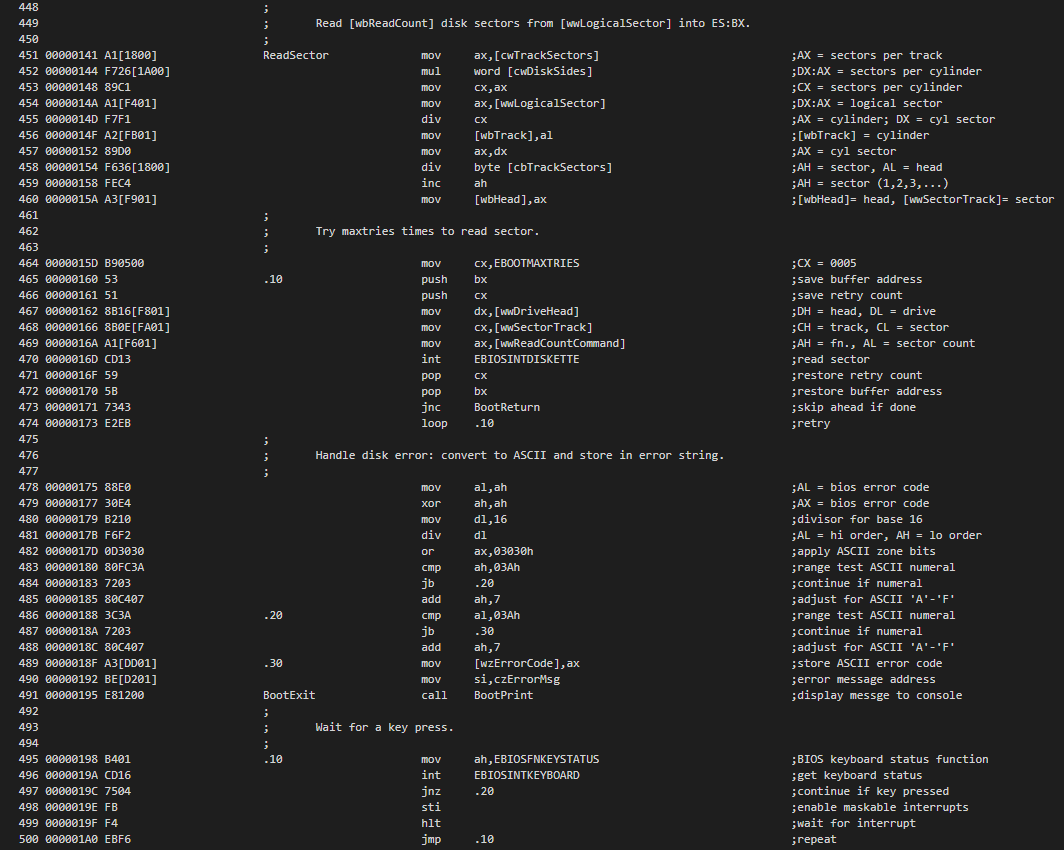 448 ;
449 ; Read [wbReadCount] disk sectors from [wwLogicalSector] into ES:BX.
450 ;
451 00000141 A1[1800] ReadSector mov ax,[cwTrackSectors] ;AX = sectors per track
452 00000144 F726[1A00] mul word [cwDiskSides] ;DX:AX = sectors per cylinder
453 00000148 89C1 mov cx,ax ;CX = sectors per cylinder
454 0000014A A1[F401] mov ax,[wwLogicalSector] ;DX:AX = logical sector
455 0000014D F7F1 div cx ;AX = cylinder; DX = cyl sector
456 0000014F A2[FB01] mov [wbTrack],al ;[wbTrack] = cylinder
457 00000152 89D0 mov ax,dx ;AX = cyl sector
458 00000154 F636[1800] div byte [cbTrackSectors] ;AH = sector, AL = head
459 00000158 FEC4 inc ah ;AH = sector (1,2,3,...)
460 0000015A A3[F901] mov [wbHead],ax ;[wbHead]= head, [wwSectorTrack]= sector
461 ;
462 ; Try maxtries times to read sector.
463 ;
464 0000015D B90500 mov cx,EBOOTMAXTRIES ;CX = 0005
465 00000160 53 .10 push bx ;save buffer address
466 00000161 51 push cx ;save retry count
467 00000162 8B16[F801] mov dx,[wwDriveHead] ;DH = head, DL = drive
468 00000166 8B0E[FA01] mov cx,[wwSectorTrack] ;CH = track, CL = sector
469 0000016A A1[F601] mov ax,[wwReadCountCommand] ;AH = fn., AL = sector count
470 0000016D CD13 int EBIOSINTDISKETTE ;read sector
471 0000016F 59 pop cx ;restore retry count
472 00000170 5B pop bx ;restore buffer address
473 00000171 7343 jnc BootReturn ;skip ahead if done
474 00000173 E2EB loop .10 ;retry
475 ;
476 ; Handle disk error: convert to ASCII and store in error string.
477 ;
478 00000175 88E0 mov al,ah ;AL = bios error code
479 00000177 30E4 xor ah,ah ;AX = bios error code
480 00000179 B210 mov dl,16 ;divisor for base 16
481 0000017B F6F2 div dl ;AL = hi order, AH = lo order
482 0000017D 0D3030 or ax,03030h ;apply ASCII zone bits
483 00000180 80FC3A cmp ah,03Ah ;range test ASCII numeral
484 00000183 7203 jb .20 ;continue if numeral
485 00000185 80C407 add ah,7 ;adjust for ASCII 'A'-'F'
486 00000188 3C3A .20 cmp al,03Ah ;range test ASCII numeral
487 0000018A 7203 jb .30 ;continue if numeral
488 0000018C 80C407 add ah,7 ;adjust for ASCII 'A'-'F'
489 0000018F A3[DD01] .30 mov [wzErrorCode],ax ;store ASCII error code
490 00000192 BE[D201] mov si,czErrorMsg ;error message address
491 00000195 E81200 BootExit call BootPrint ;display messge to console
492 ;
493 ; Wait for a key press.
494 ;
495 00000198 B401 .10 mov ah,EBIOSFNKEYSTATUS ;BIOS keyboard status function
496 0000019A CD16 int EBIOSINTKEYBOARD ;get keyboard status
497 0000019C 7504 jnz .20 ;continue if key pressed
498 0000019E FB sti ;enable maskable interrupts
499 0000019F F4 hlt ;wait for interrupt
500 000001A0 EBF6 jmp .10 ;repeat